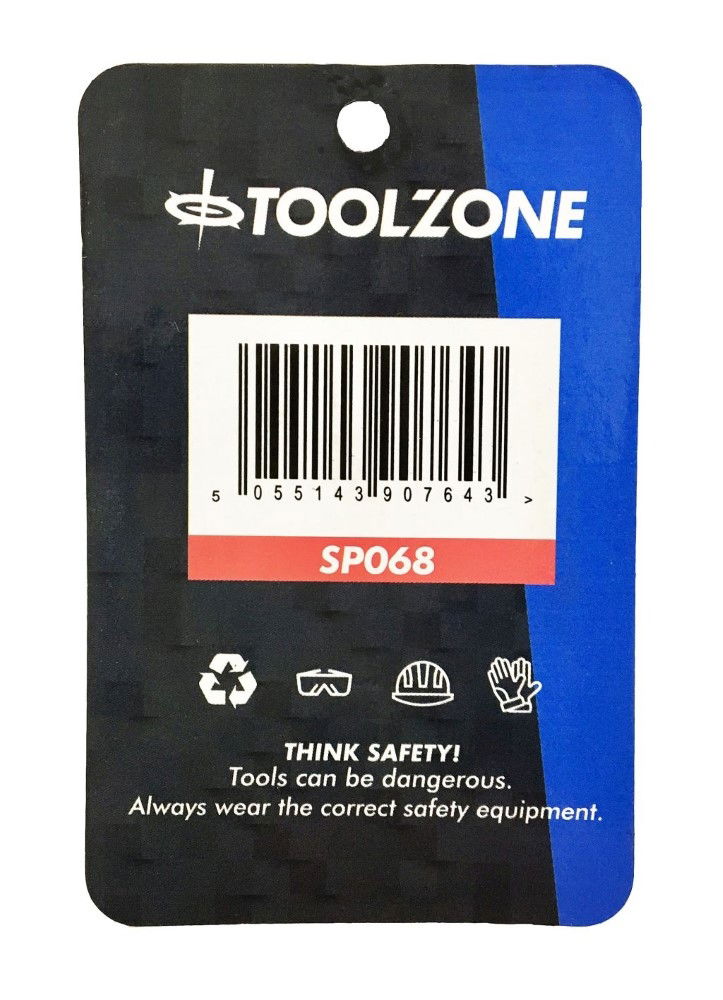 TOOLZONE
5 055143 907643 >
SP068
THINK SAFETY!
Tools can be dangerous.
Always wear the correct safety equipment.